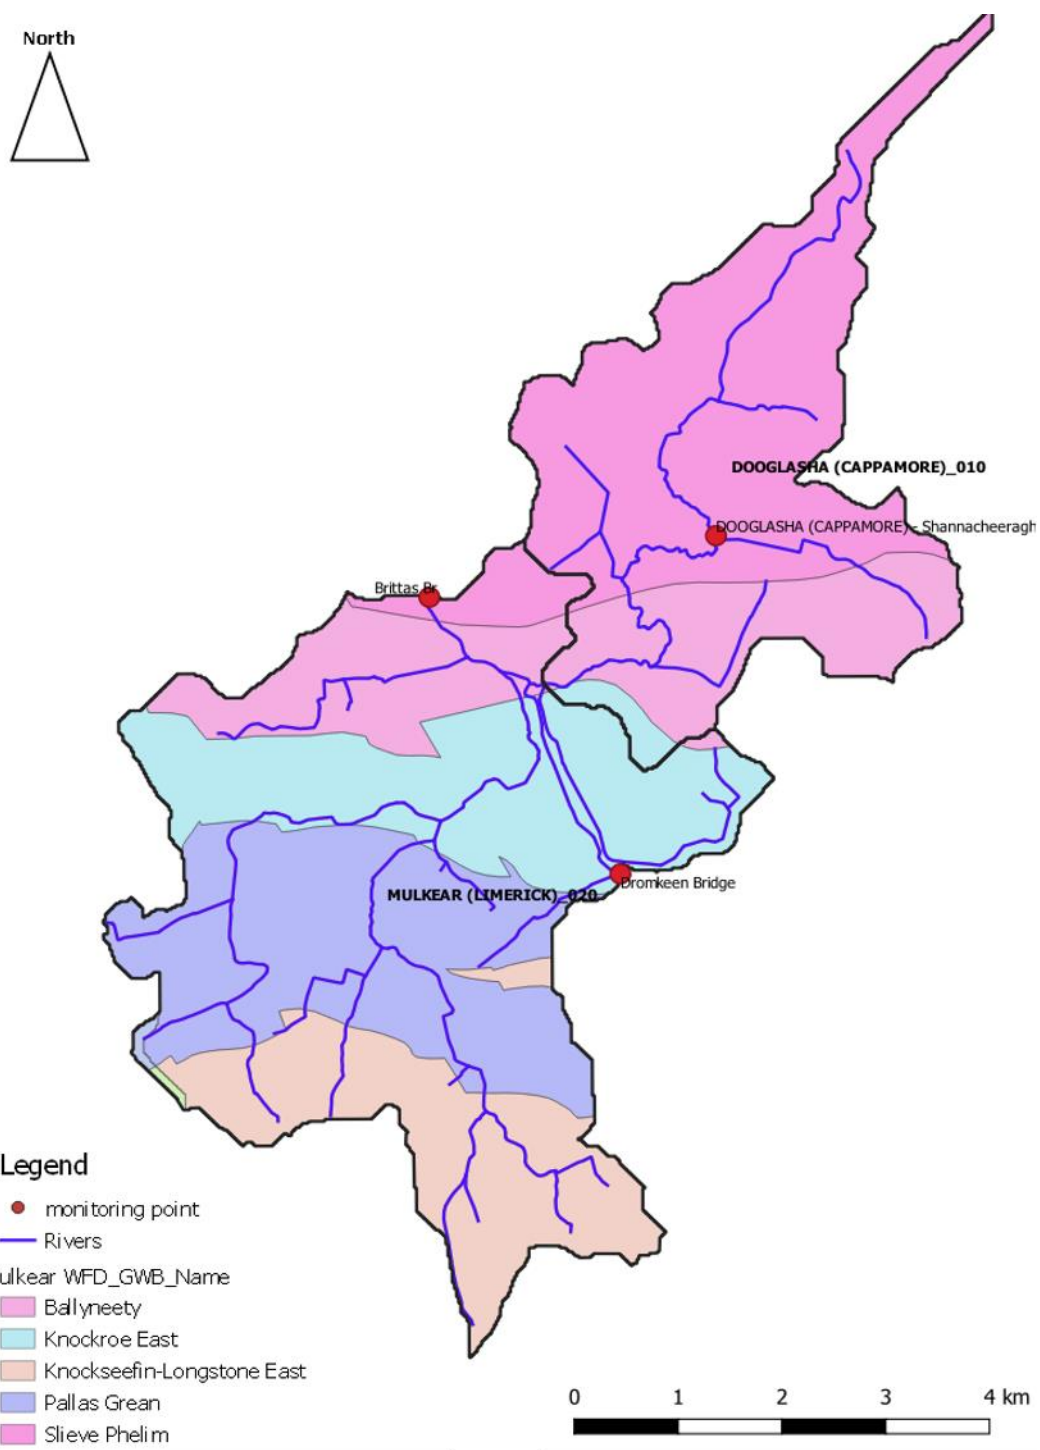 North
DOOGLASHA (CAPPAMORE)_010
DOOGLASHA (CAPPAMORE) - Shannacheeragh
Brittas Br
Dromkeen Bridge
MULKEAR (LIMERICK)_020
Legend
monitoring point
Rivers
ulkear WFD_GWB_Name
Ballyneety
Knockroe East
Knockseefin-Longstone East
Pallas Grean
Slieve Phelim
0 1 2 3 4 km